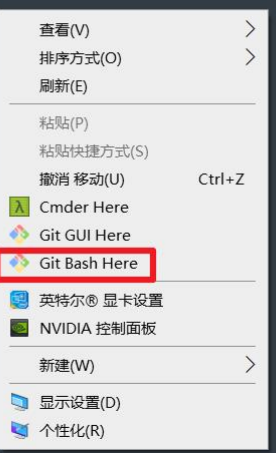 查看(V)
排序方式(O)
刷新(E)
粘贴(P)
粘贴快捷方式(S)
撤消 移动(U) Ctrl+Z
λ Cmder Here
Git GUI Here
Git Bash Here
英特尔® 显卡设置
NVIDIA 控制面板
新建(W)
显示设置(D)
个性化(R)